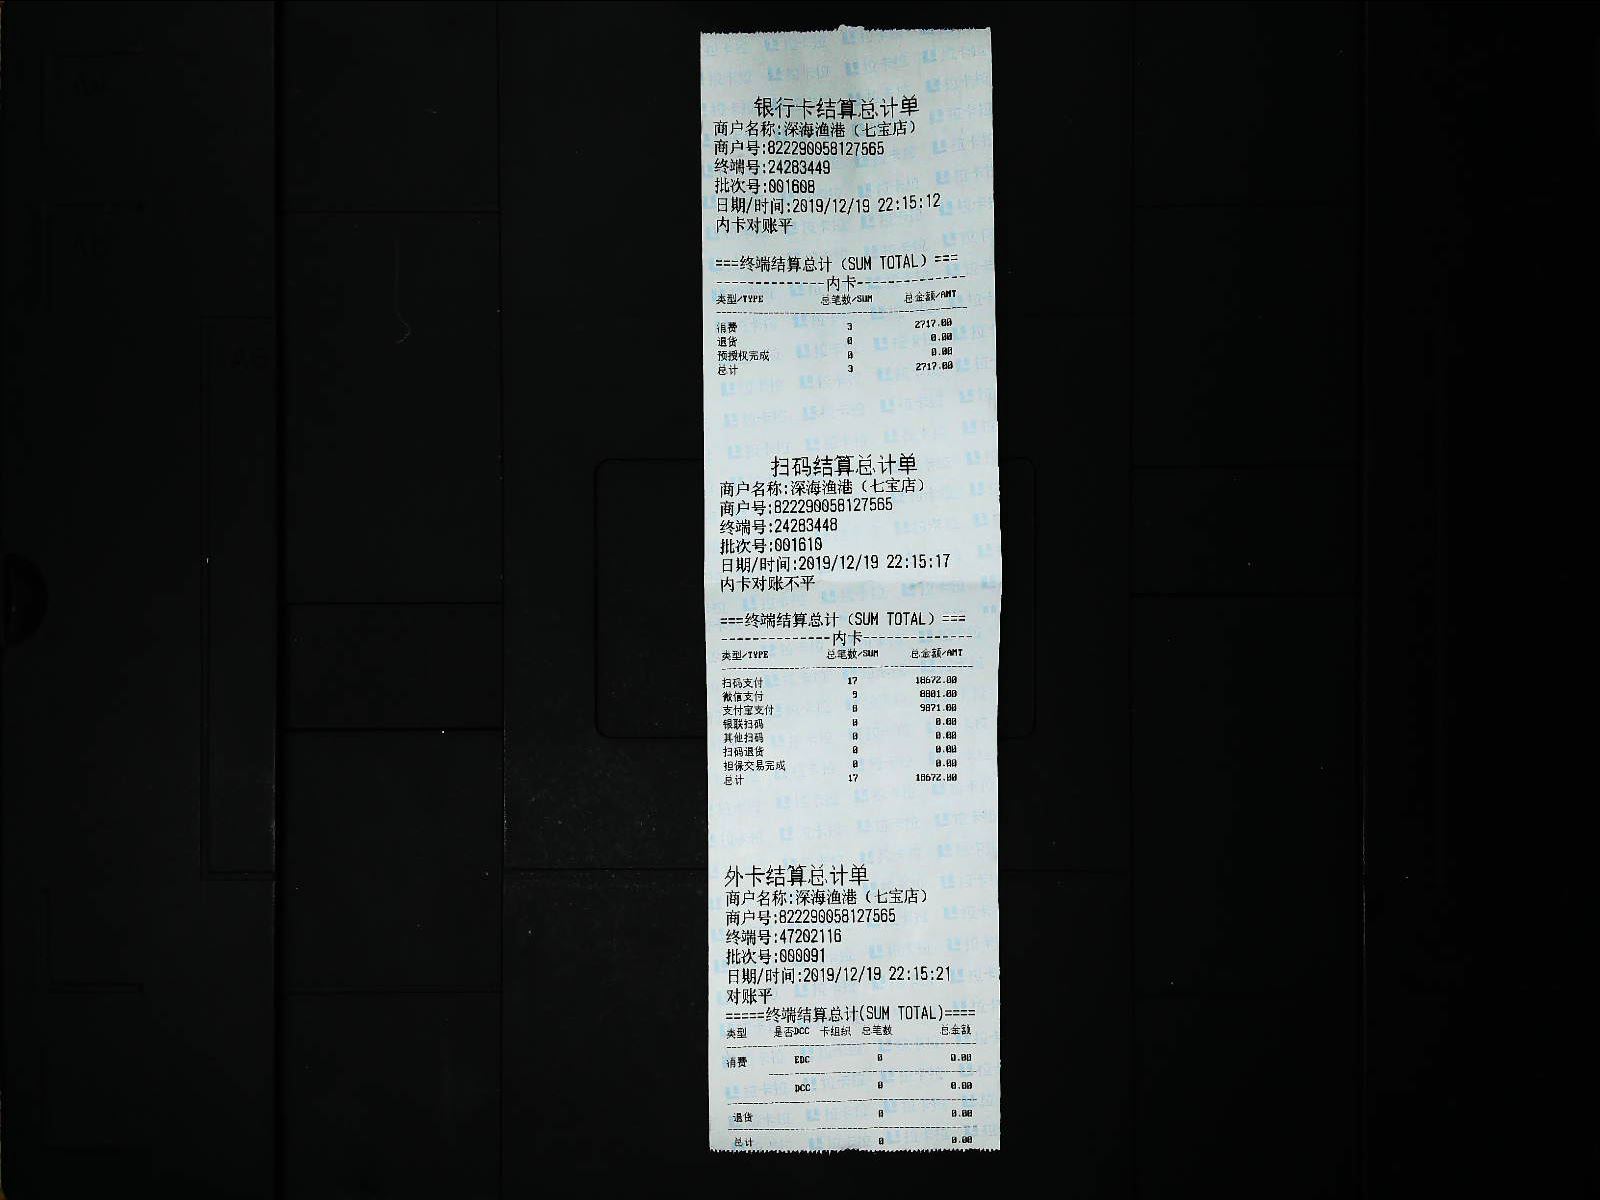 银行卡结算总计单
商户名称:深海渔港（七宝店）
商户号:822290058127565
终端号:24283449
批次号:001608
日期/时间:2019/12/19 22:15:12
内卡对账平
===终端结算总计（SUM TOTAL）===
--------------内卡--------------
类型/TYPE 总笔数/SUM 总金额/AMT
消费 3 2717.00
退货 0 0.00
预授权完成 0 0.00
总计 3 2717.00
扫码结算总计单
商户名称:深海渔港（七宝店）
商户号:822290058127565
终端号:24283448
批次号:001610
日期/时间:2019/12/19 22:15:17
内卡对账不平
===终端结算总计（SUM TOTAL）===
--------------内卡--------------
类型/TYPE 总笔数/SUM 总金额/AMT
扫码支付 17 18672.00
微信支付 9 8801.00
支付宝支付 8 9871.00
银联扫码 0 0.00
其他扫码 0 0.00
扫码退货 0 0.00
担保交易完成 0 0.00
总计 17 18672.00
外卡结算总计单
商户名称:深海渔港（七宝店）
商户号:822290058127565
终端号:47202116
批次号:000091
日期/时间:2019/12/19 22:15:21
对账平
=====终端结算总计(SUM TOTAL)====
类型 是否DCC 卡组织 总笔数 总金额
消费 EDC 0 0.00
DCC 0 0.00
退货 0 0.00
总计 0 0.00